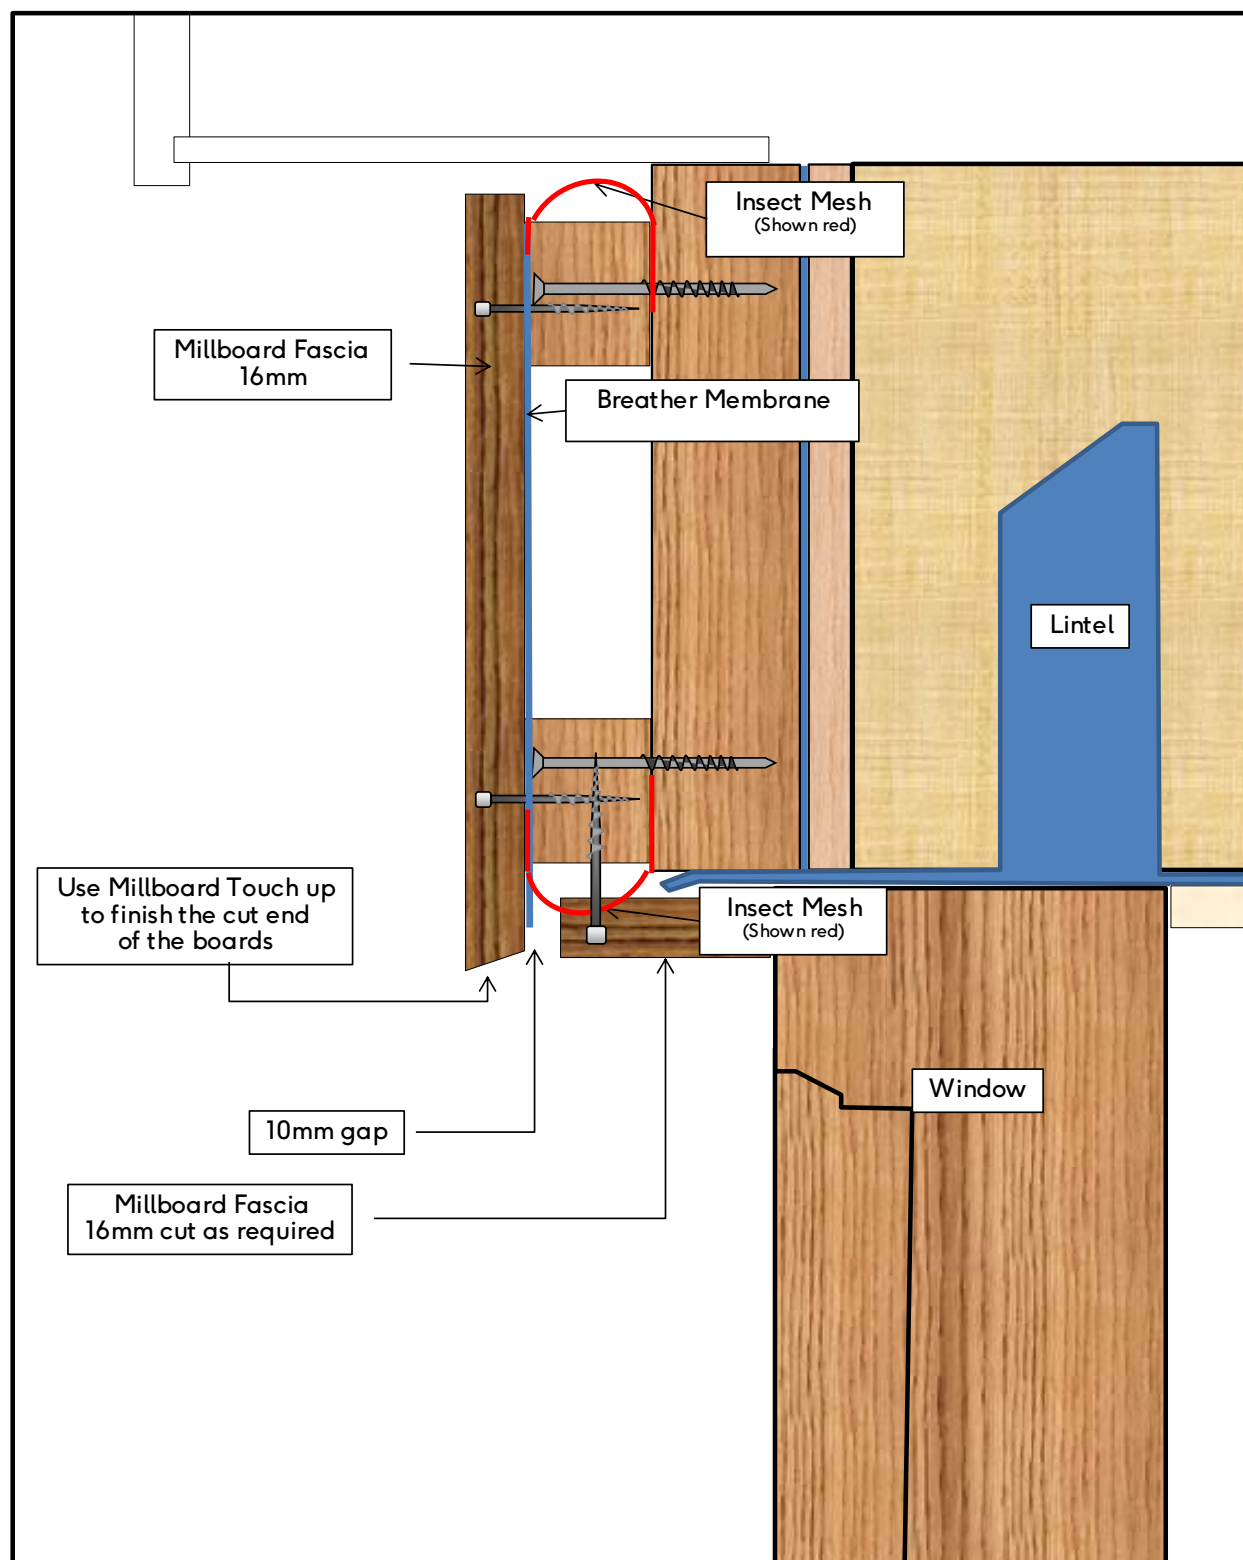 Insect Mesh
(Shown red)
Millboard Fascia
16mm
Breather Membrane
Lintel
Use Millboard Touch up
to finish the cut end
of the boards
Insect Mesh
(Shown red)
Window
10mm gap
Millboard Fascia
16mm cut as required